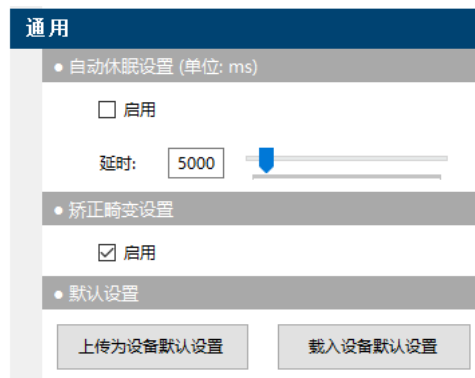 通用
● 自动休眠设置 (单位: ms)
启用
延时: 5000
● 矫正畸变设置
启用
● 默认设置
上传为设备默认设置 载入设备默认设置